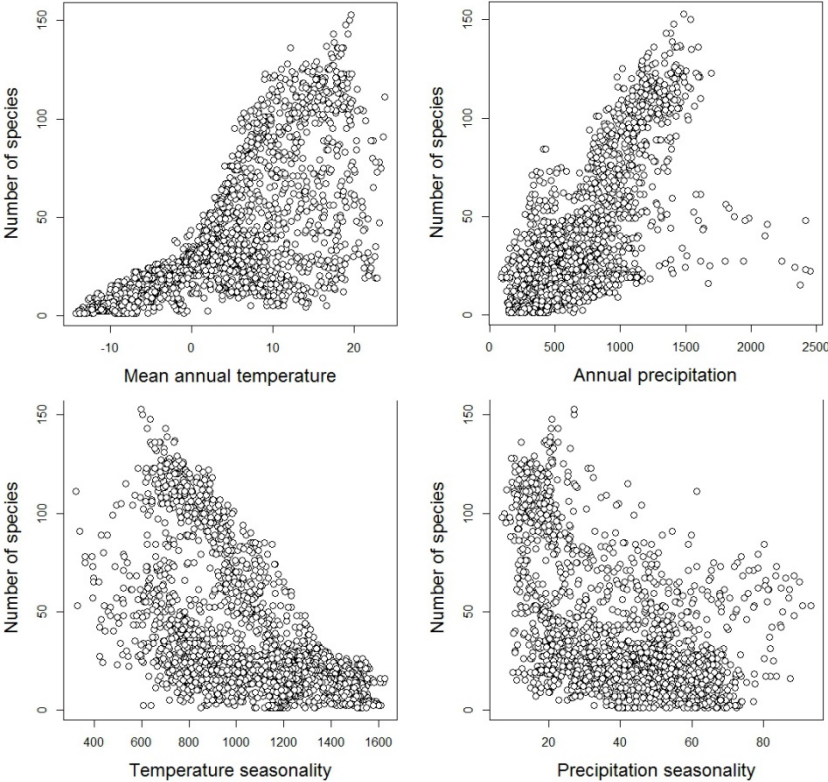 150
100
50
0
Number of species
-10 0 10 20
Mean annual temperature
150
100
50
0
Number of species
0 500 1000 1500 2000 2500
Annual precipitation
150
100
50
0
Number of species
400 600 800 1000 1200 1400 1600
Temperature seasonality
150
100
50
0
Number of species
20 40 60 80
Precipitation seasonality